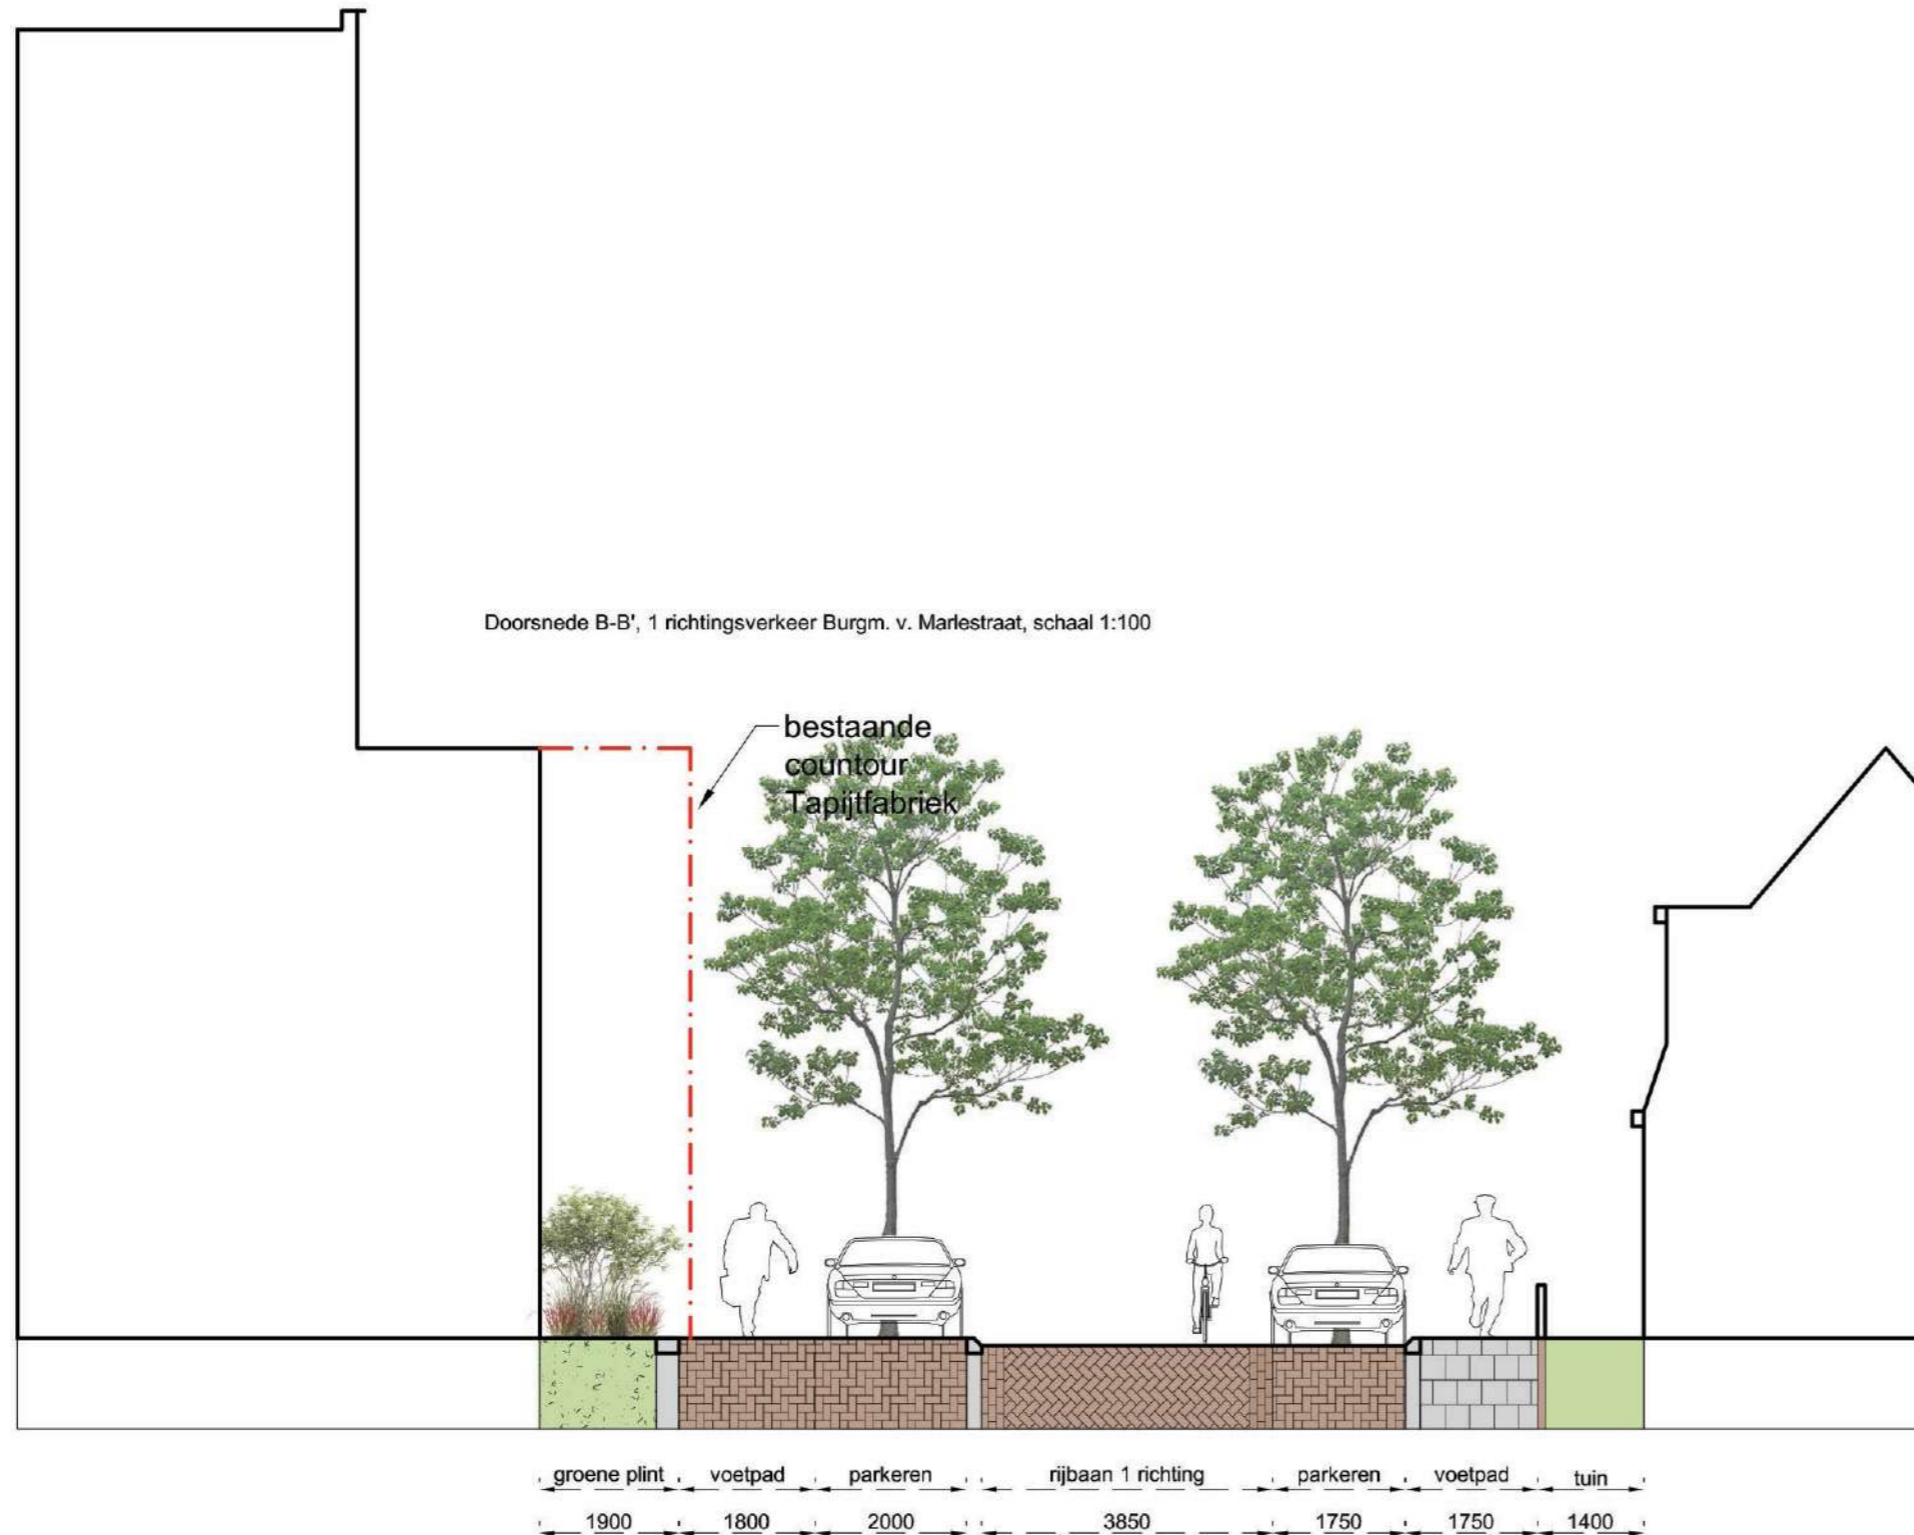 Doorsnede B-B', 1 richtingsverkeer Burgm. v. Marlestraat, schaal 1:100
bestaande
countour
Tapijtfabriek
groene plint voetpad parkeren rijbaan 1 richting parkeren voetpad tuin
1900 1800 2000 3850 1750 1750 1400